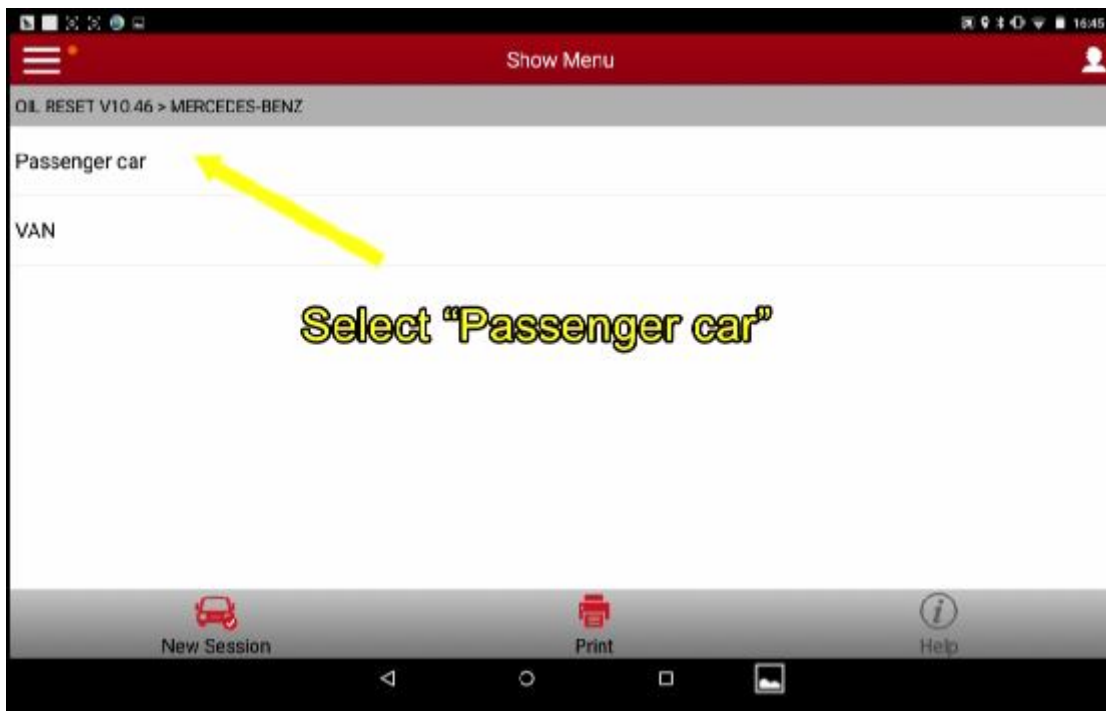 16:45
Show Menu
OIL RESET V10.46 > MERCEDES-BENZ
Passenger car
VAN
Select “Passenger car”
New Session
Print
Help